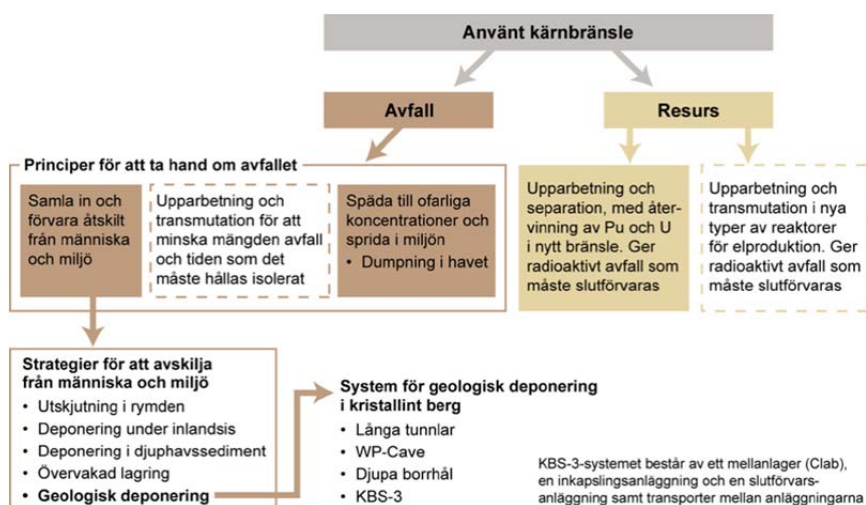 Använt kärnbränsle
Avfall
Resurs
Principer för att ta hand om avfallet
Samla in och
förvara åtskilt
från människa
och miljö
Upparbetning och
transmutation för att
minska mängden avfall
och tiden som det
måste hållas isolerat
Späda till ofarliga
koncentrationer och
sprida i miljön
• Dumpning i havet
Upparbetning och
separation, med åter-
vinning av Pu och U
i nytt bränsle. Ger
radioaktivt avfall som
måste slutförvaras
Upparbetning och
transmutation i nya
typer av reaktorer
för elproduktion. Ger
radioaktivt avfall som
måste slutförvaras
Strategier för att avskilja
från människa och miljö
• Utskjutning i rymden
• Deponering under inlandsis
• Deponering i djuphavssediment
• Övervakad lagring
• Geologisk deponering
System för geologisk deponering
i kristallint berg
• Långa tunnlar
• WP-Cave
• Djupa borrhål
• KBS-3
KBS-3-systemet består av ett mellanlager (Clab),
en inkapslingsanläggning och en slutförvars-
anläggning samt transporter mellan anläggningarna